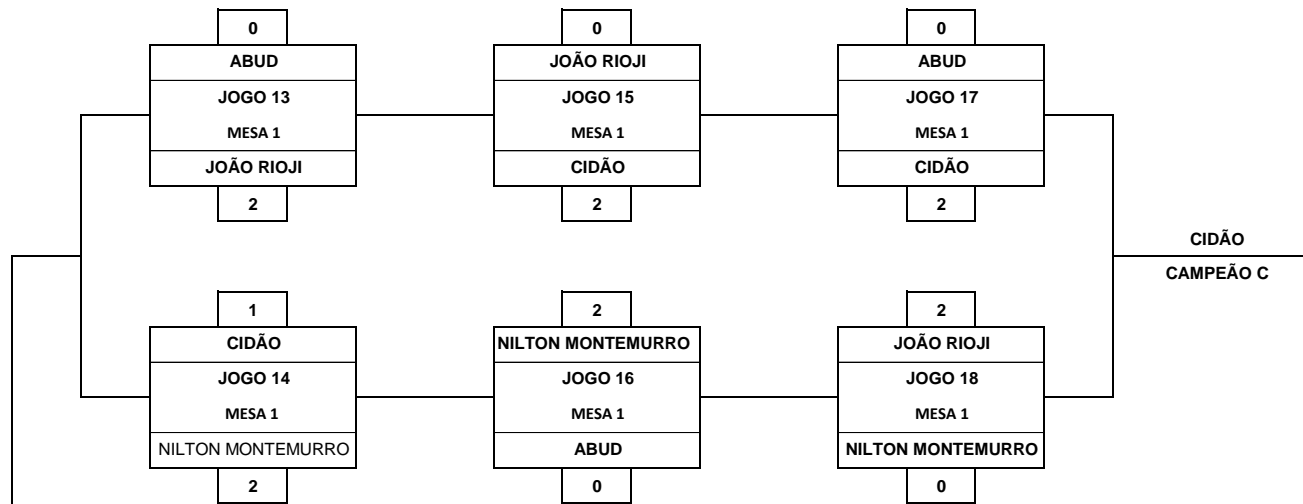 0
ABUD
JOGO 13
MESA 1
JOÃO RIOJI
2
0
JOÃO RIOJI
JOGO 15
MESA 1
CIDÃO
2
0
ABUD
JOGO 17
MESA 1
CIDÃO
2
1
CIDÃO
JOGO 14
MESA 1
NILTON MONTEMURRO
2
2
NILTON MONTEMURRO
JOGO 16
MESA 1
ABUD
0
2
JOÃO RIOJI
JOGO 18
MESA 1
NILTON MONTEMURRO
0
CIDÃO
CAMPEÃO C